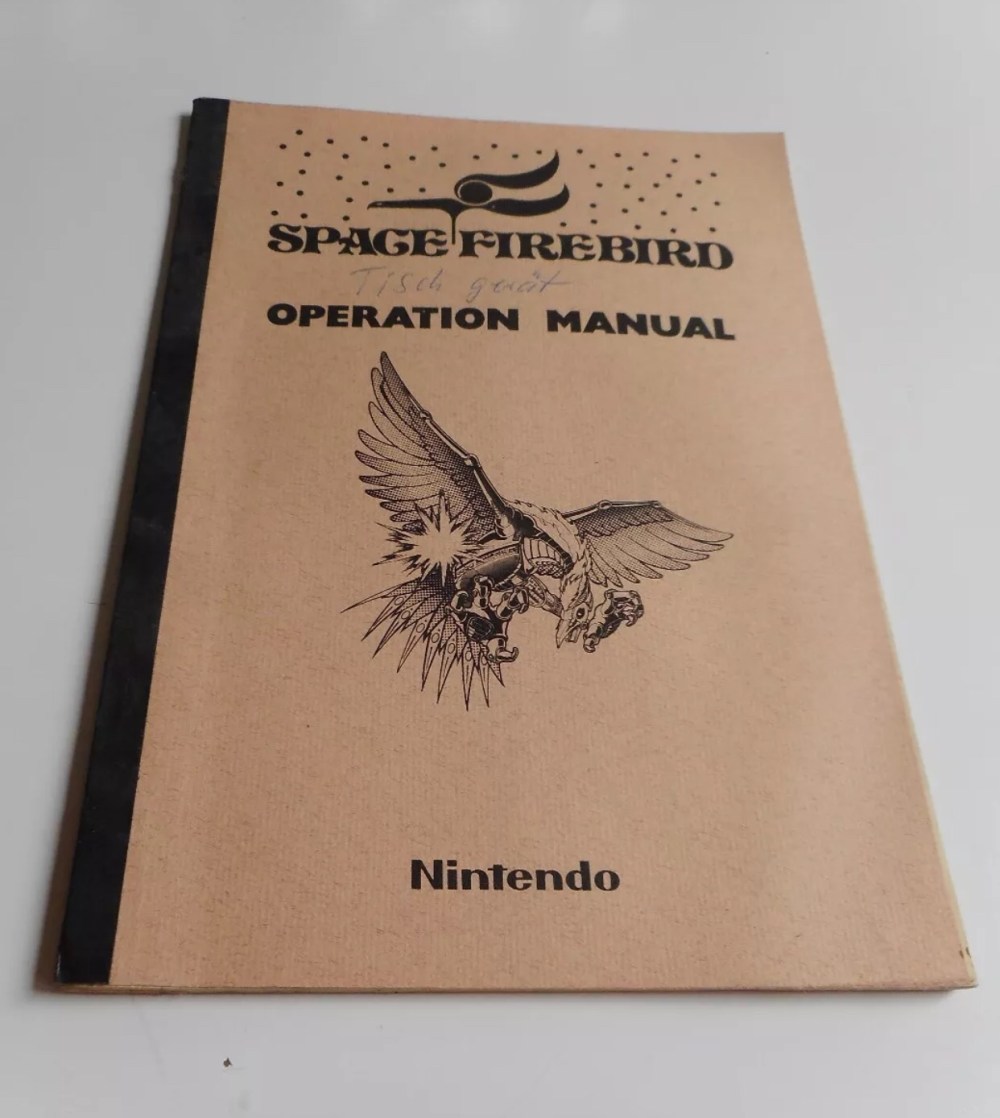 SPACE FIREBIRD
Tisch gerät
OPERATION MANUAL
Nintendo